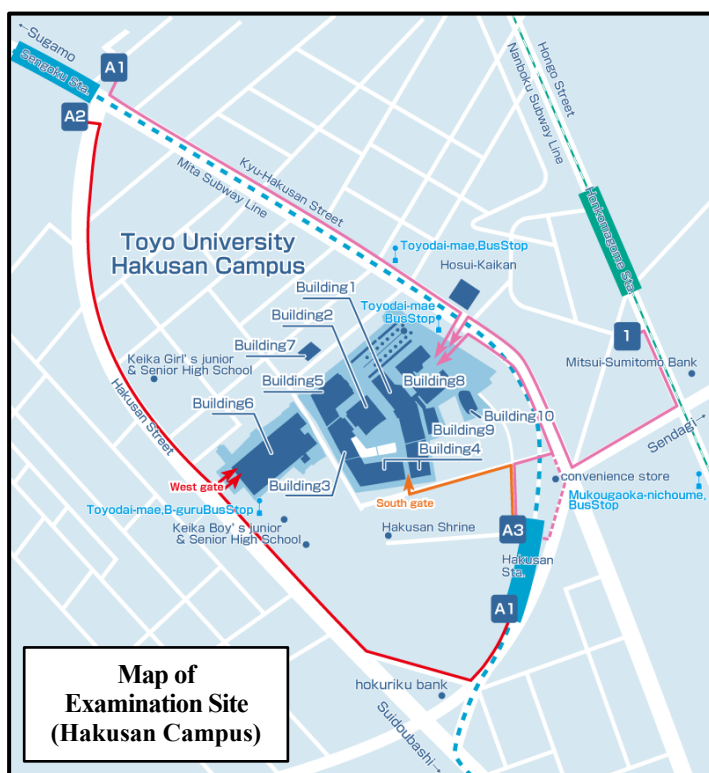 ←Sugamo
Sengoku Sta.
A1
A2
Hongo Street
Nanboku Subway Line
Kyu-Hakusan Street
Mita Subway Line
Honkomagome Sta.
Toyo University
Hakusan Campus
Toyodai-mae,BusStop
Hosui-Kaikan
Building1
Toyodai-mae
BusStop
Building2
Building7
1
Mitsui-Sumitomo Bank
Keika Girl's junior
& Senior High School
Building5
Building8
Building6
Building10
Building9
Sendagi→
Hakusan Street
Building4
Building3
West gate
convenience store
South gate
Mukougaoka-nichoume,
BusStop
Toyodai-mae,B-guruBusStop
Keika Boy's junior
& Senior High School
Hakusan Shrine
A3
Hakusan
Sta.
A1
hokuriku bank
Suidoubashi→
Map of
Examination Site
(Hakusan Campus)